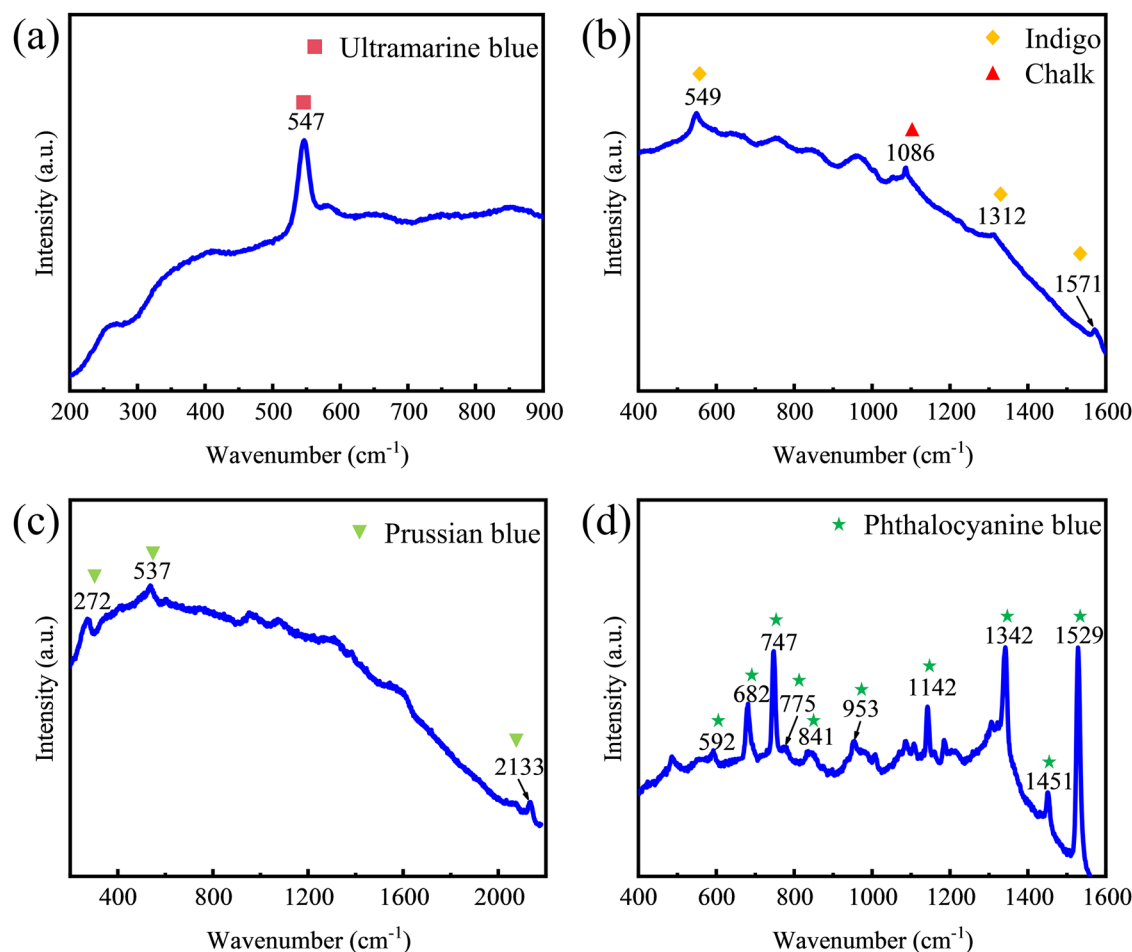 (a)
Ultramarine blue
547
Intensity (a.u.)
200 300 400 500 600 700 800 900
Wavenumber (cm⁻¹)
(b)
Indigo
Chalk
549
1086
1312
1571
Intensity (a.u.)
400 600 800 1000 1200 1400 1600
Wavenumber (cm⁻¹)
(c)
Prussian blue
537
272
2133
Intensity (a.u.)
400 800 1200 1600 2000
Wavenumber (cm⁻¹)
(d)
Phthalocyanine blue
592
682
747
775
841
953
1142
1342
1451
1529
Intensity (a.u.)
400 600 800 1000 1200 1400 1600
Wavenumber (cm⁻¹)